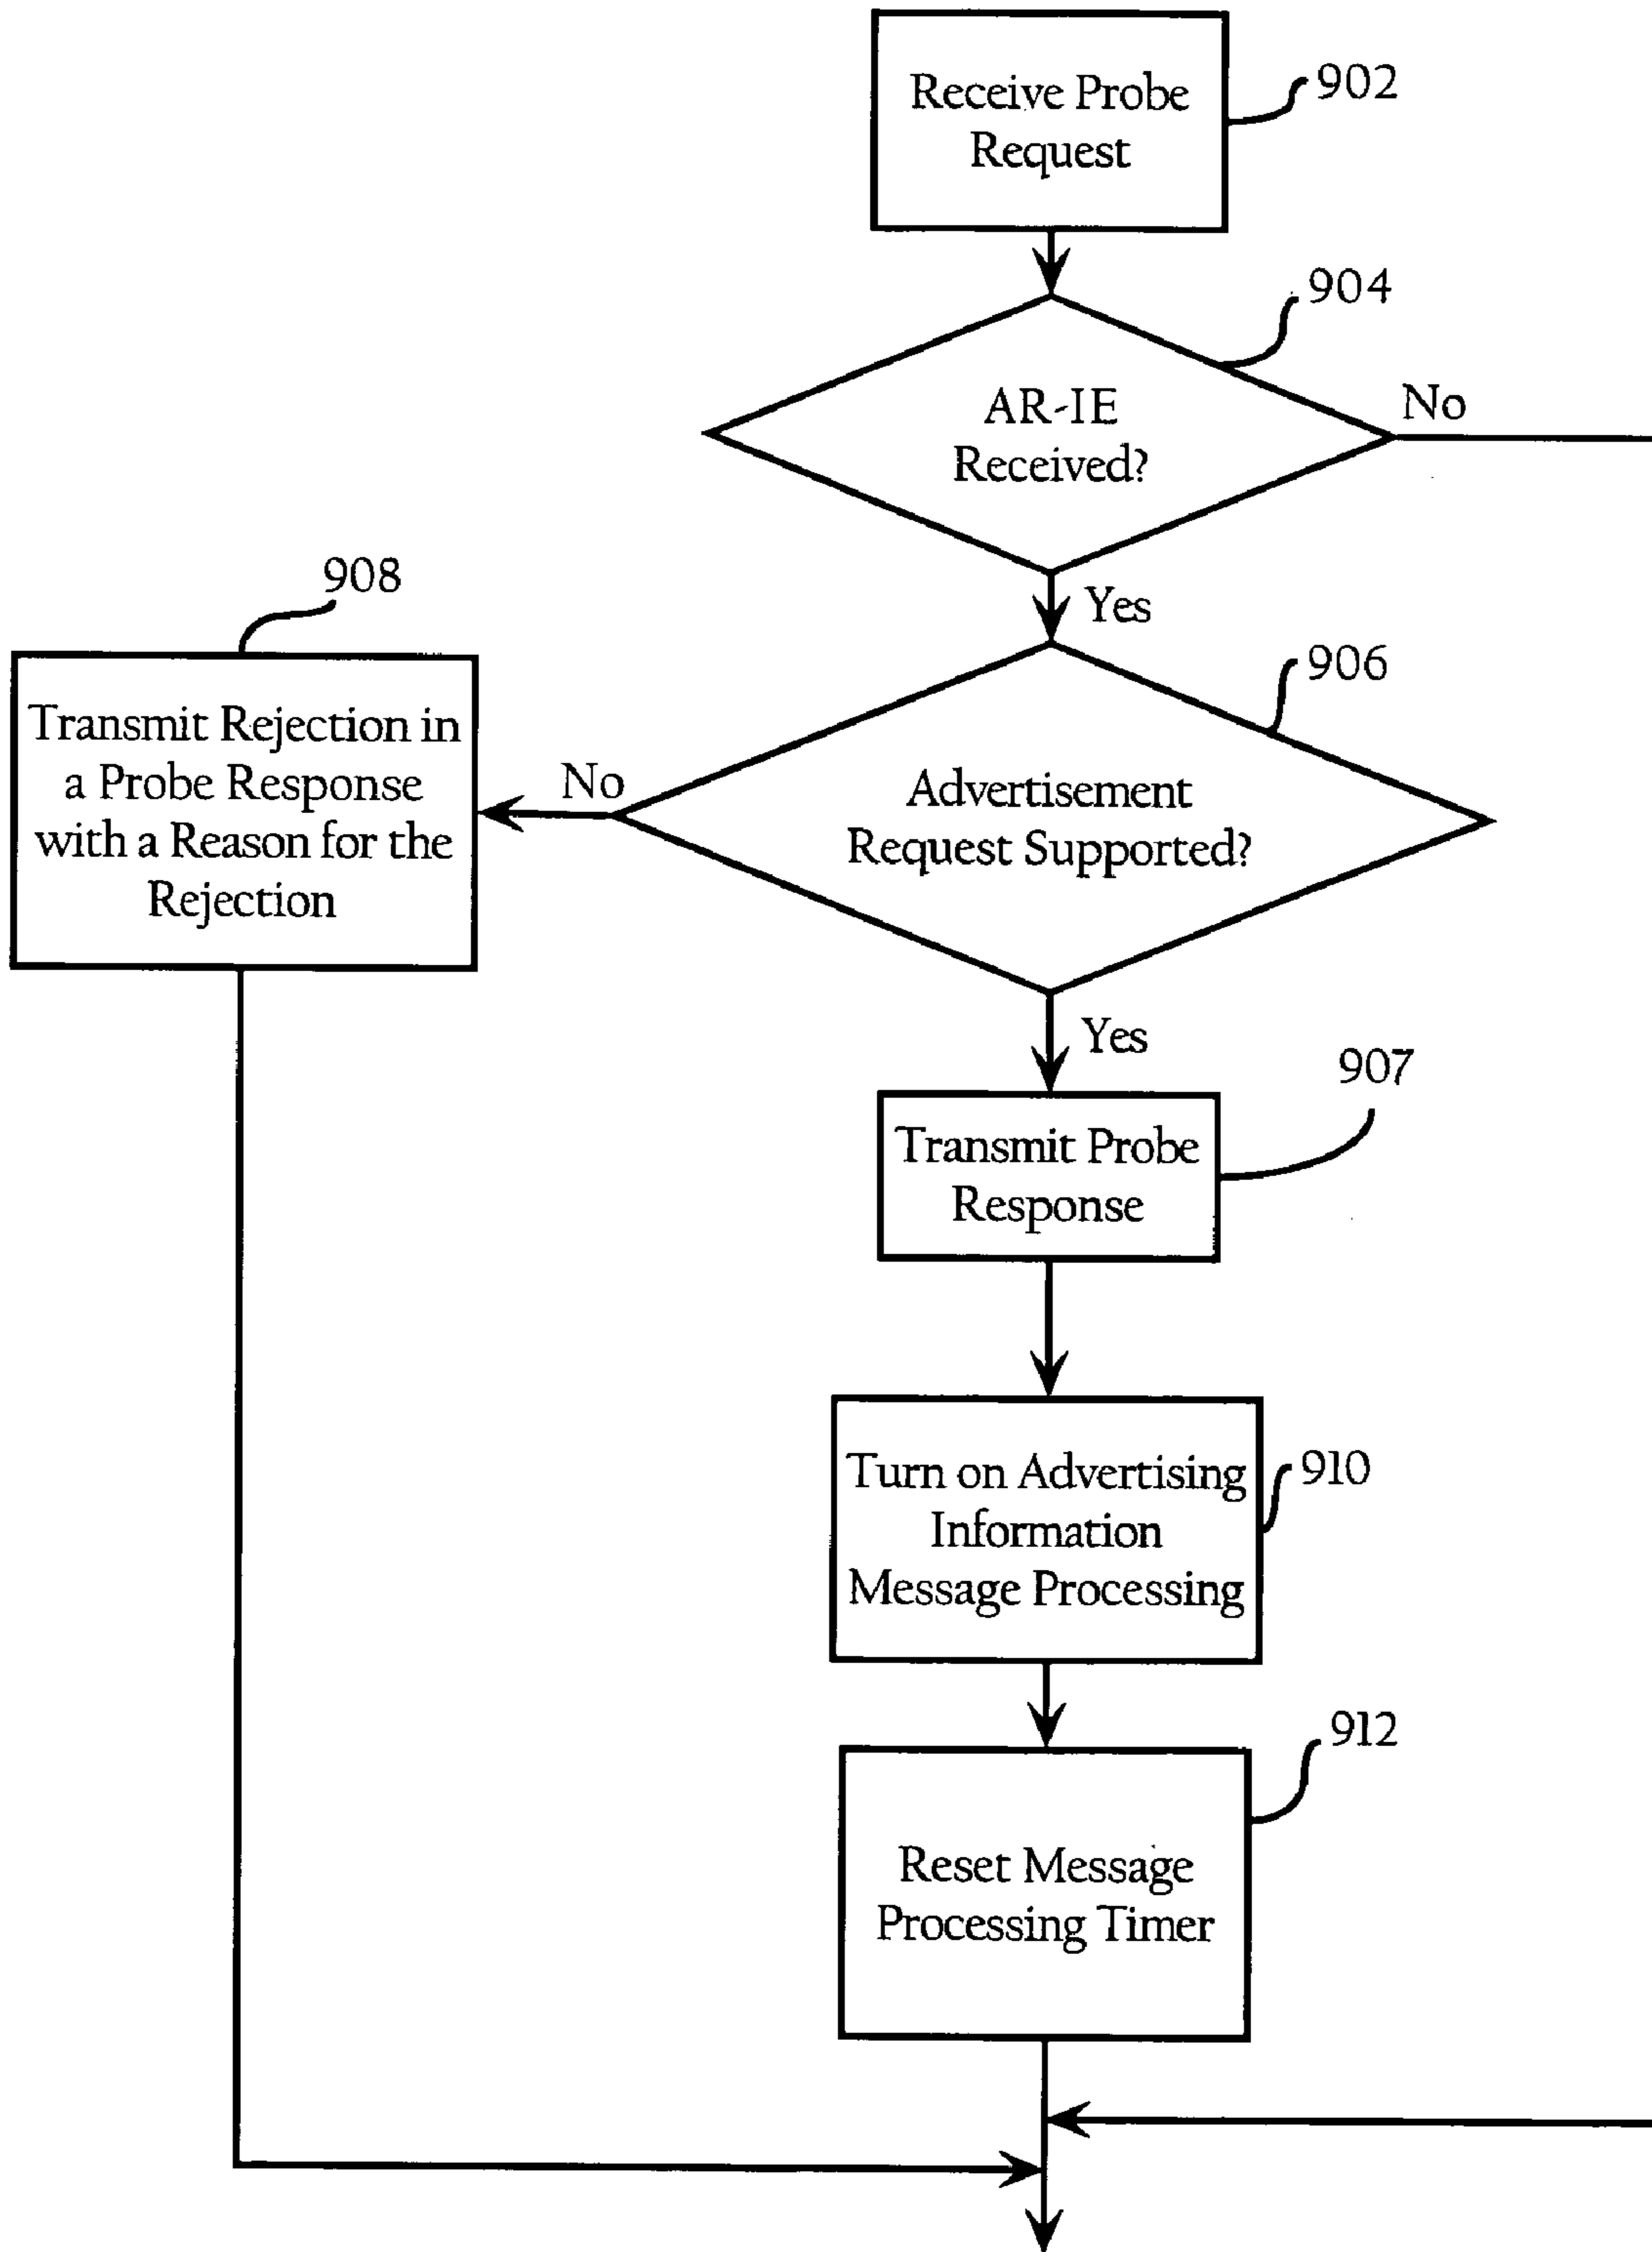 Receive Probe
Request
902
904
AR-IE
Received?
No
Yes
908
906
Transmit Rejection in
a Probe Response
with a Reason for the
Rejection
No
Advertisement
Request Supported?
Yes
907
Transmit Probe
Response
Turn on Advertising
Information
Message Processing
910
912
Reset Message
Processing Timer